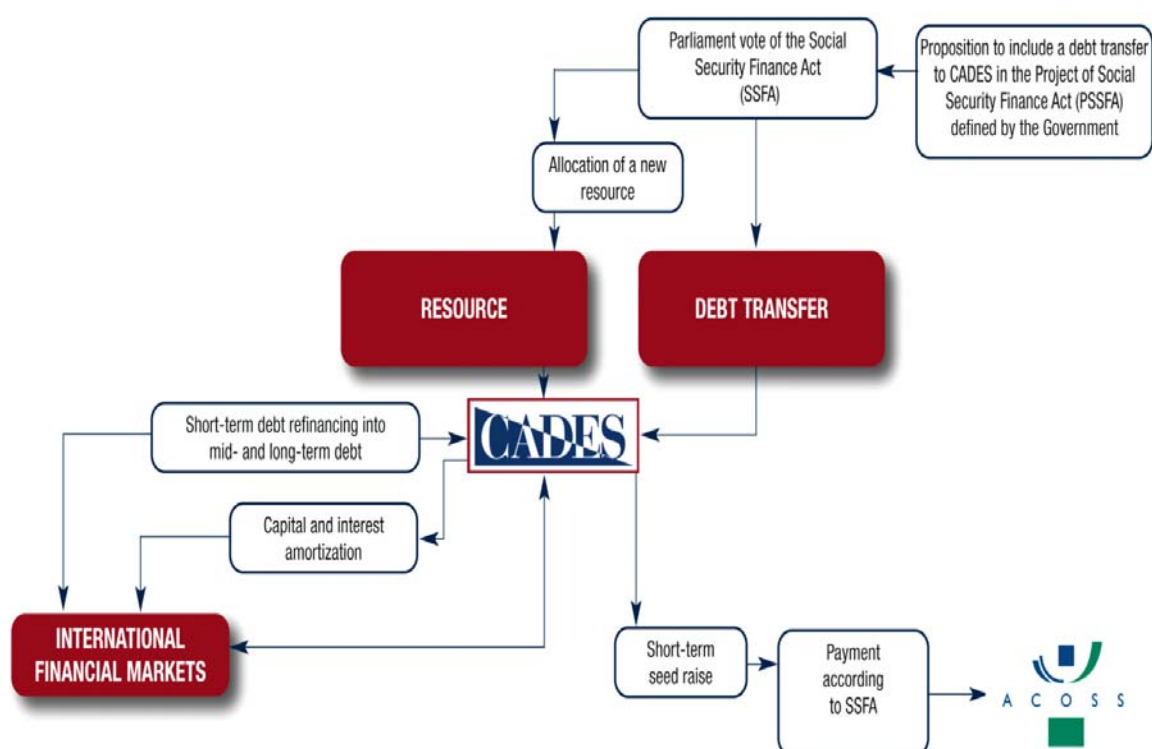 Parliament vote of the Social
Security Finance Act
(SSFA)
Proposition to include a debt transfer
to CADES in the Project of Social
Security Finance Act (PSSFA)
defined by the Government
Allocation of a new
resource
RESOURCE
DEBT TRANSFER
Short-term debt refinancing into
mid- and long-term debt
CADES
Capital and interest
amortization
INTERNATIONAL
FINANCIAL MARKETS
Short-term
seed raise
Payment
according
to SSFA
ACOSS